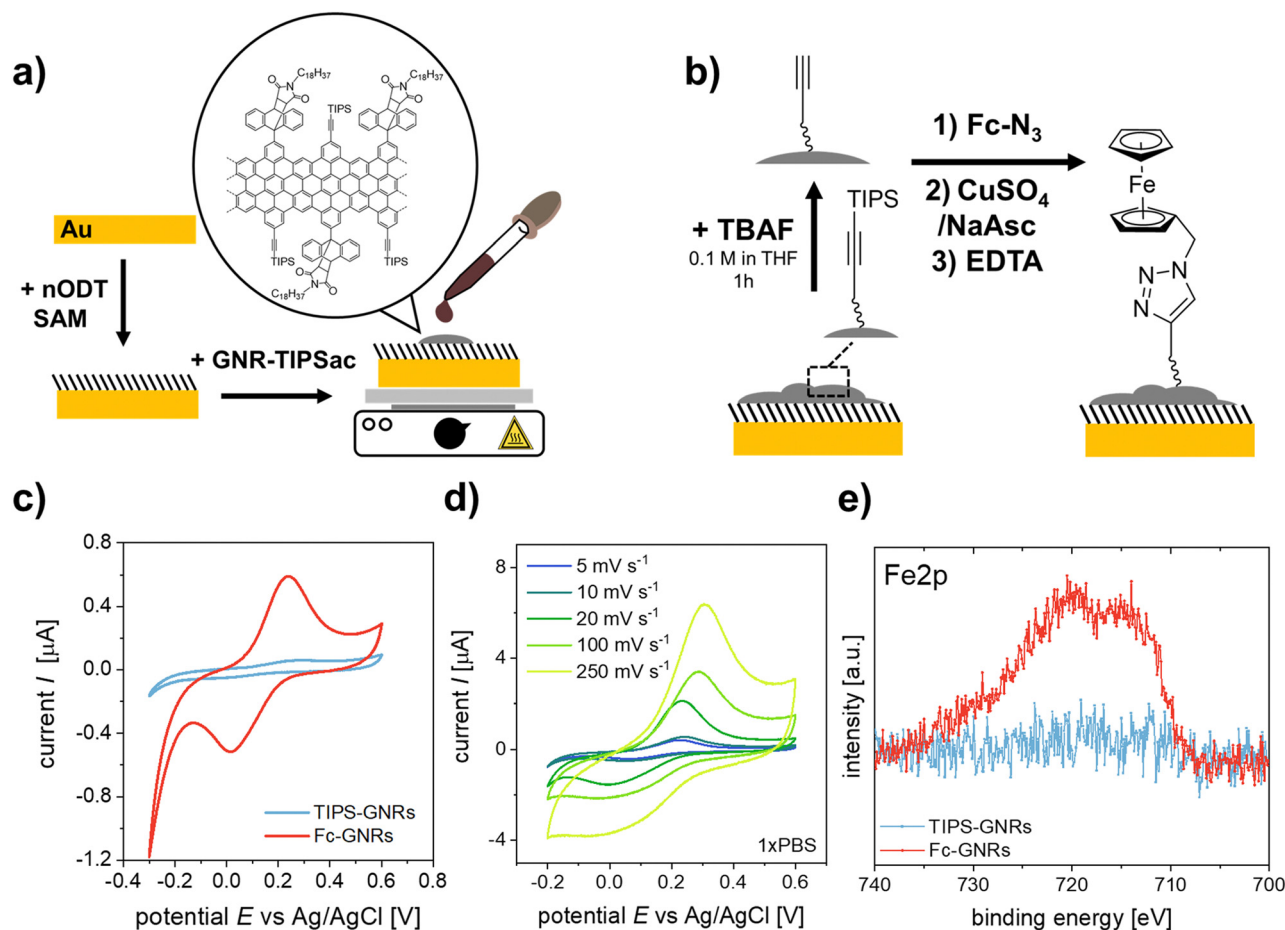 a)
C₁₈H₃₇
N
O
O
TIPS
C₁₈H₃₇
N
O
O
TIPS
TIPS
O
N
O
C₁₈H₃₇
Au
+ nODT
SAM
+ GNR-TIPSac
b)
+ TBAF
0.1 M in THF
1h
TIPS
1) Fc-N₃
2) CuSO₄
/NaAsc
3) EDTA
Fe
N
N
N
c)
0.8
0.4
0.0
-0.4
-0.8
-1.2
current I [µA]
TIPS-GNRs
Fc-GNRs
-0.4 -0.2 0.0 0.2 0.4 0.6 0.8
potential E vs Ag/AgCl [V]
d)
8
4
0
-4
current I [µA]
5 mV s⁻¹
10 mV s⁻¹
20 mV s⁻¹
100 mV s⁻¹
250 mV s⁻¹
1xPBS
-0.2 0.0 0.2 0.4 0.6
potential E vs Ag/AgCl [V]
e)
Fe2p
intensity [a.u.]
TIPS-GNRs
Fc-GNRs
740 730 720 710 700
binding energy [eV]